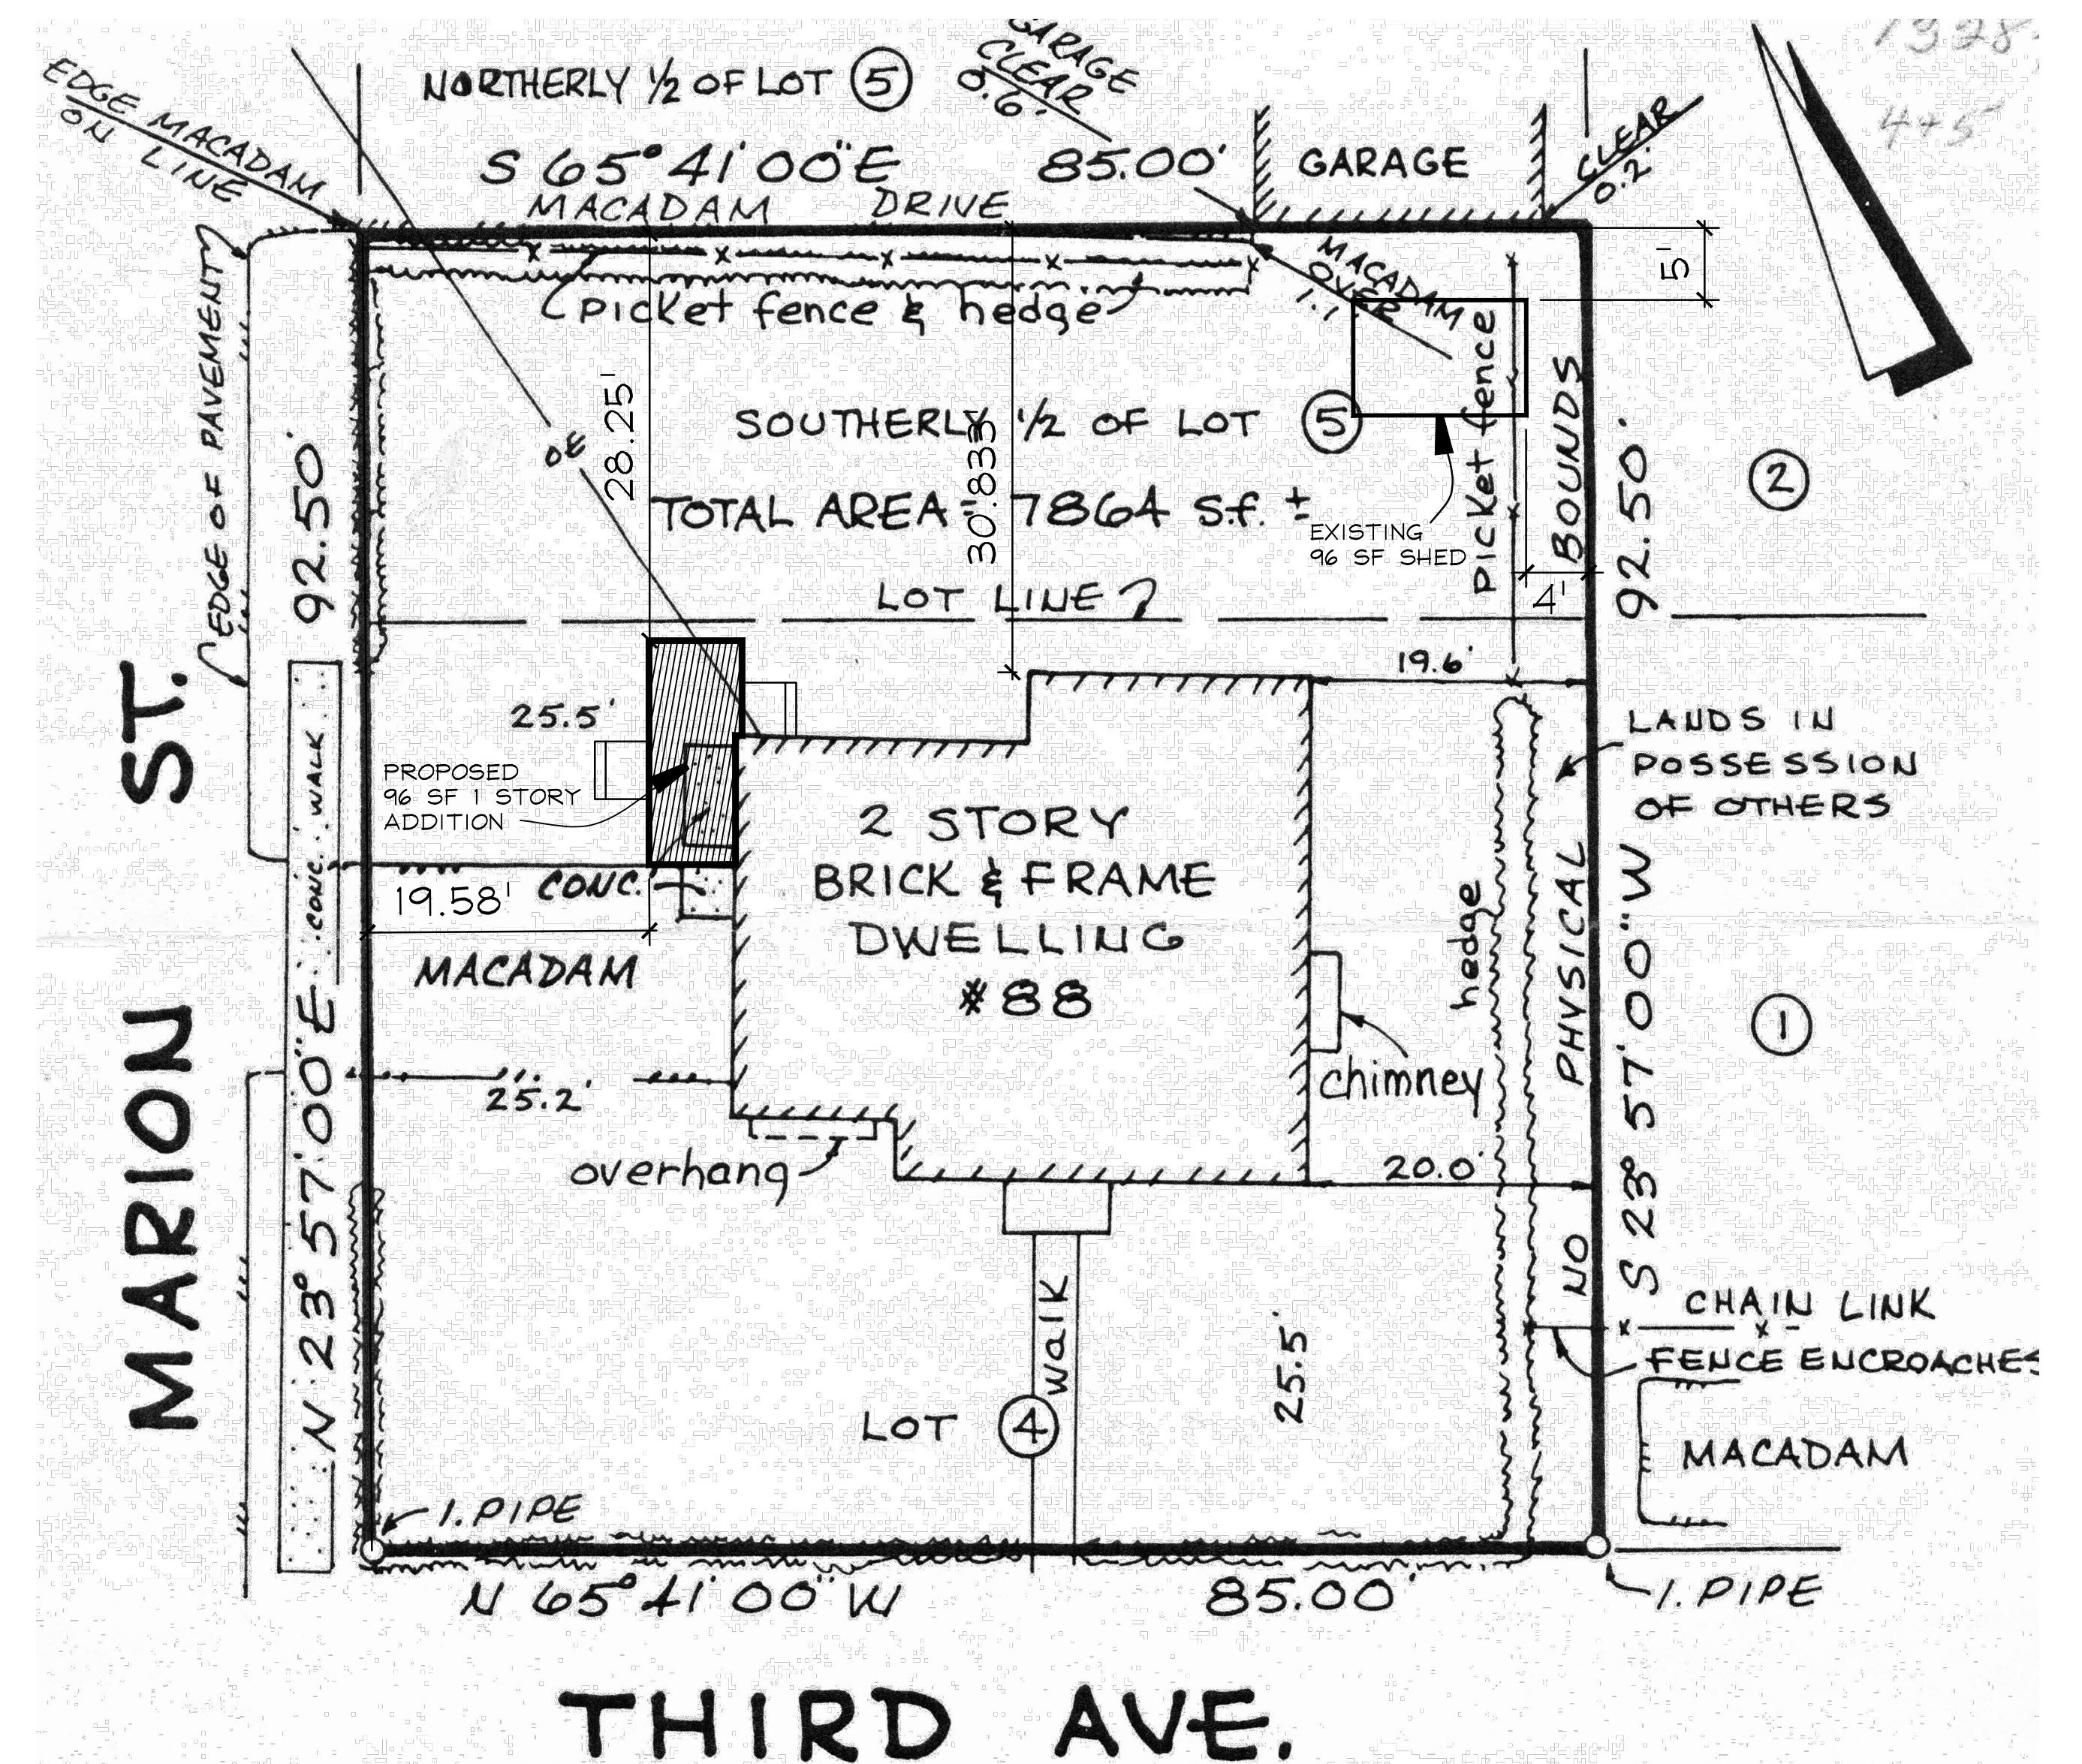 1328
4+5
EDGE MACADAM
ON LINE
NORTHERLY 1/2 OF LOT 5
GARAGE
CLEAR
0.6'
S 65° 41' 00" E 85.00'
MACADAM DRIVE
GARAGE
CLEAR
0.2'
EDGE OF PAVEMENT
picket fence & hedge
MACADAM
OVER
1.1'
5'
92.50'
28.25'
30.833'
SOUTHERLY 1/2 OF LOT 5
TOTAL AREA = 7864 S.f. ±
EXISTING
96 SF SHED
picket fence
BOUNDS
4'
92.50'
2
OE
LOT LINE
19.6'
25.5'
PROPOSED
96 SF 1 STORY
ADDITION
CONC. WALK
19.58'
CONC.
MACADAM
2 STORY
BRICK & FRAME
DWELLING
#88
LANDS IN
POSSESSION
OF OTHERS
hedge
PHYSICAL
NO
S 23° 57' 00" W
1
chimney
25.2'
overhang
20.0'
N 23° 57' 00" E
MARION ST.
walk
25.5'
LOT 4
CHAIN LINK
FENCE ENCROACHES
MACADAM
I. PIPE
N 65° 41' 00" W 85.00'
I. PIPE
THIRD AVE.